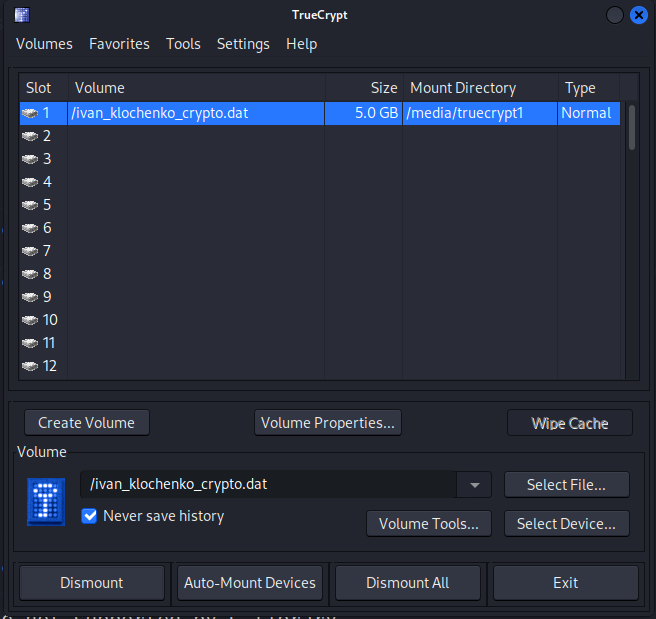 TrueCrypt
Volumes Favorites Tools Settings Help
Slot Volume Size Mount Directory Type
1 /ivan_klochenko_crypto.dat 5.0 GB /media/truecrypt1 Normal
2
3
4
5
6
7
8
9
10
11
12
Create Volume Volume Properties... Wipe Cache
Volume
/ivan_klochenko_crypto.dat Select File...
Never save history Volume Tools... Select Device...
Dismount Auto-Mount Devices Dismount All Exit